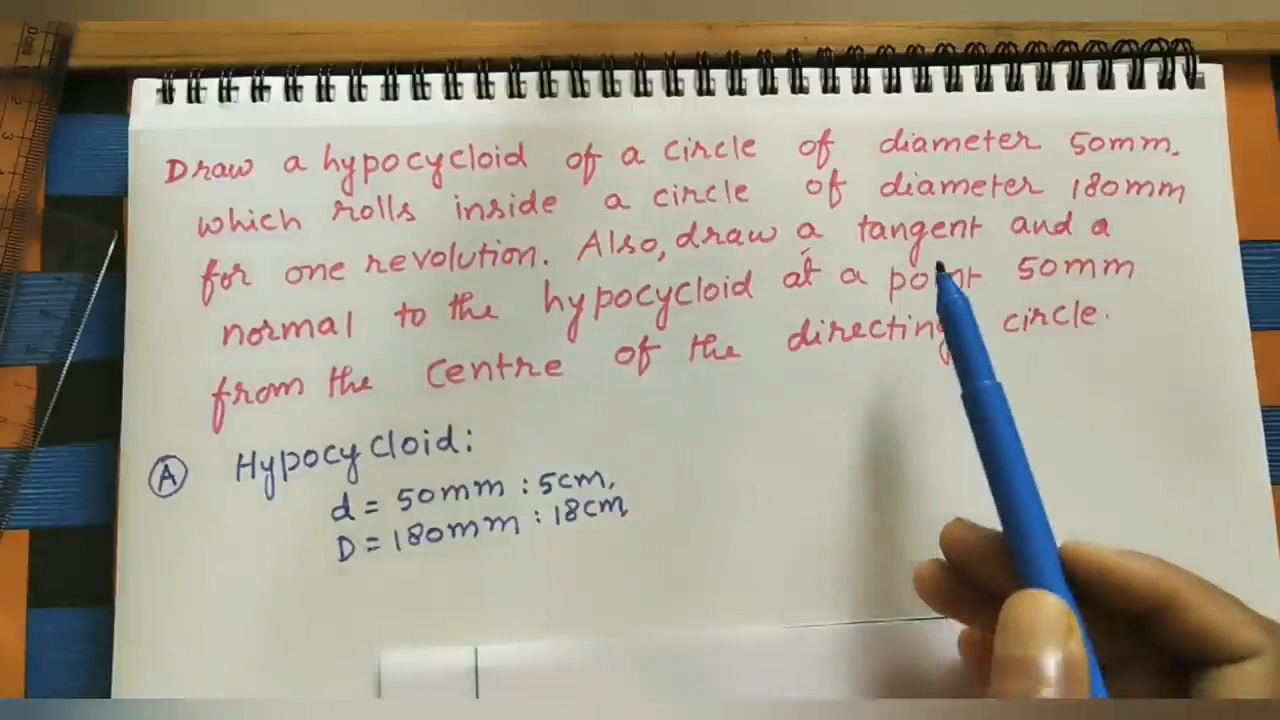 Draw a hypocycloid of a circle of diameter 50mm.
which rolls inside a circle of diameter 180mm
for one revolution. Also, draw a tangent and a
normal to the hypocycloid at a point 50mm
from the centre of the directing circle.
A Hypocycloid:
d = 50mm : 5cm,
D = 180mm : 18cm,